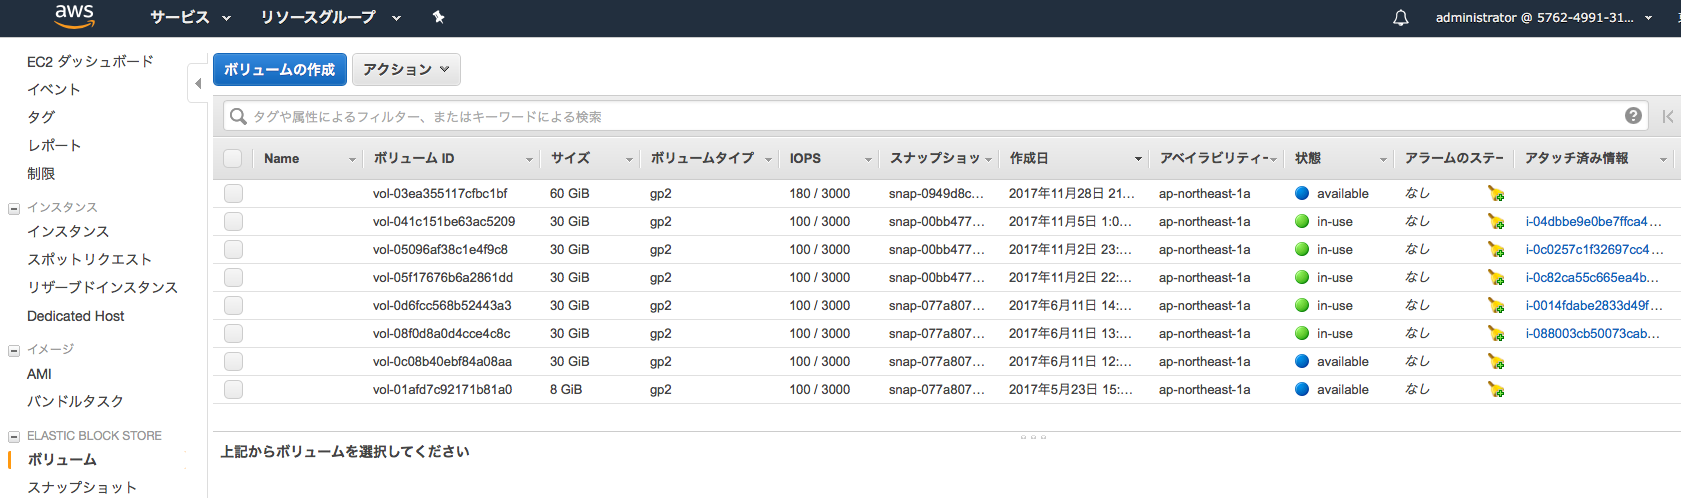 aws サービス リソースグループ administrator @ 5762-4991-31...
EC2 ダッシュボード
イベント
タグ
レポート
制限
インスタンス
インスタンス
スポットリクエスト
リザーブドインスタンス
Dedicated Host
イメージ
AMI
バンドルタスク
ELASTIC BLOCK STORE
ボリューム
スナップショット
ボリュームの作成 アクション
タグや属性によるフィルター、またはキーワードによる検索
Name ボリューム ID サイズ ボリュームタイプ IOPS スナップショッ 作成日 アベイラビリティー 状態 アラームのステー アタッチ済み情報
vol-03ea355117cfbc1bf 60 GiB gp2 180 / 3000 snap-0949d8c... 2017年11月28日 21... ap-northeast-1a available なし
vol-041c151be63ac5209 30 GiB gp2 100 / 3000 snap-00bb477... 2017年11月5日 1:0... ap-northeast-1a in-use なし i-04dbbe9e0be7ffca4...
vol-05096af38c1e4f9c8 30 GiB gp2 100 / 3000 snap-00bb477... 2017年11月2日 23:... ap-northeast-1a in-use なし i-0c0257c1f32697cc4...
vol-05f17676b6a2861dd 30 GiB gp2 100 / 3000 snap-00bb477... 2017年11月2日 22:... ap-northeast-1a in-use なし i-0c82ca55c665ea4b...
vol-0d6fcc568b52443a3 30 GiB gp2 100 / 3000 snap-077a807... 2017年6月11日 14:... ap-northeast-1a in-use なし i-0014fdabe2833d49f...
vol-08f0d8a0d4cce4c8c 30 GiB gp2 100 / 3000 snap-077a807... 2017年6月11日 13:... ap-northeast-1a in-use なし i-088003cb50073cab...
vol-0c08b40ebf84a08aa 30 GiB gp2 100 / 3000 snap-077a807... 2017年6月11日 12:... ap-northeast-1a available なし
vol-01afd7c92171b81a0 8 GiB gp2 100 / 3000 snap-077a807... 2017年5月23日 15:... ap-northeast-1a available なし
上記からボリュームを選択してください